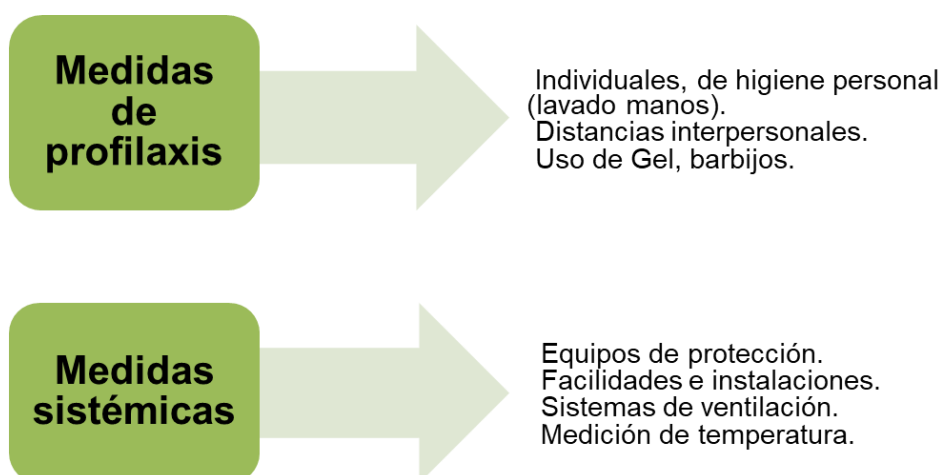 Medidas
de
profilaxis
Individuales, de higiene personal
(lavado manos).
Distancias interpersonales.
Uso de Gel, barbijos.
Medidas
sistémicas
Equipos de protección.
Facilidades e instalaciones.
Sistemas de ventilación.
Medición de temperatura.